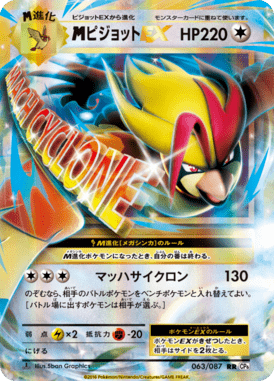 M進化
ピジョットEXから進化
モンスターカードに重ねて使います。
MピジョットEX HP220
MACH CYCLONE
M進化【メガシンカ】のルール
M進化ポケモンになったとき、自分の番は終わる。
マッハサイクロン 130
のぞむなら、相手のバトルポケモンをベンチポケモンと入れ替える。
[バトル場に出すポケモンは相手が選ぶ。]
弱点 ×2 抵抗力 -20
にげる
ポケモンEXのルール
ポケモンEXがきぜつしたとき、
相手はサイドを2枚とる。
illus.5ban Graphics
063/087 RR CP6
©2016 Pokémon/Nintendo/Creatures/GAME FREAK.